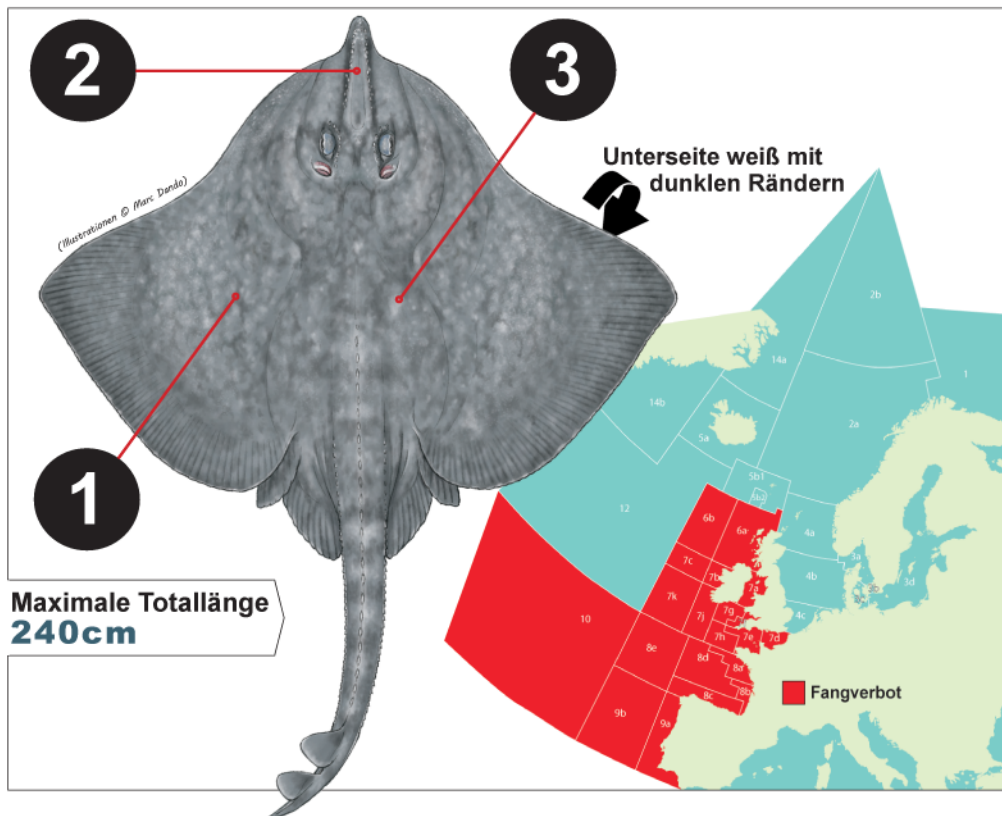 2
3
Unterseite weiß mit
dunklen Rändern
(Illustrationen © Marc Dando)
1
Maximale Totallänge
240cm
2b
1
14a
14b
2a
5a
5b1
12
6b
6a
4a
3a
7c
7b
7a
4b
3d
7k
7j
7g
4c
10
7h
7e
7d
8e
8d
8a
8c
8b
9b
9a
Fangverbot